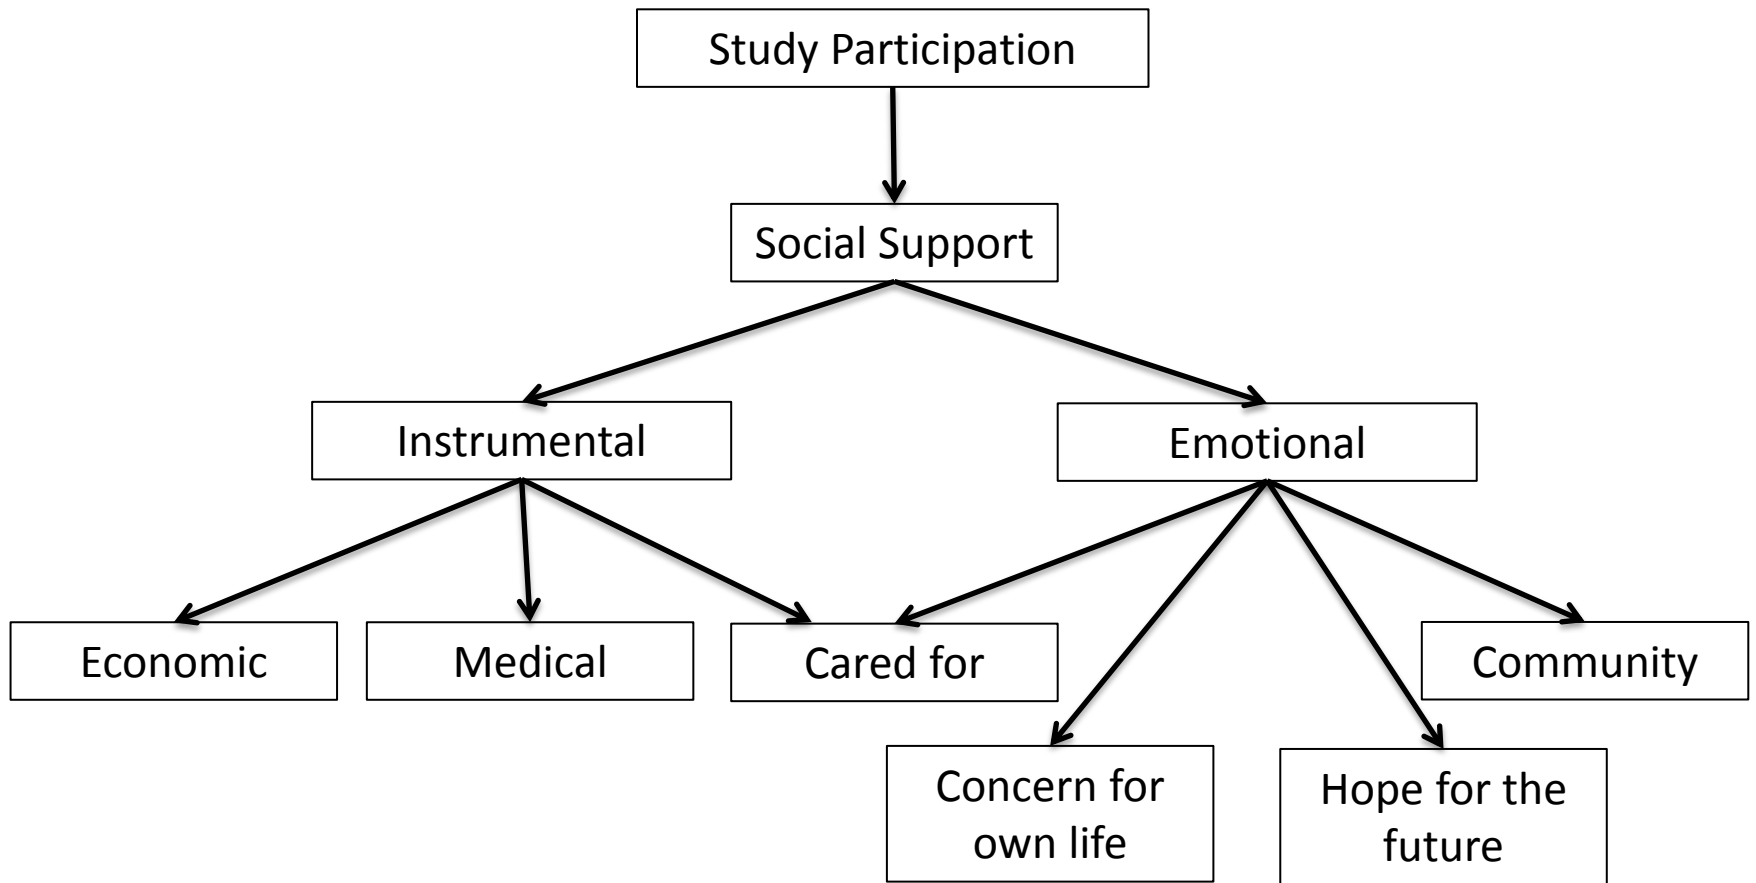 Study Participation
Social Support
Instrumental
Emotional
Economic
Medical
Cared for
Community
Concern for
own life
Hope for the
future